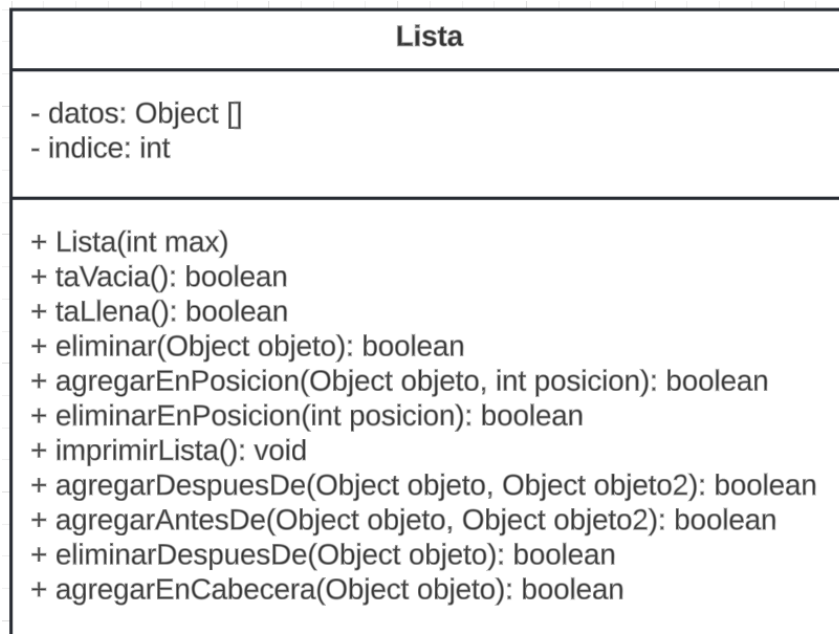 Lista
- datos: Object []
- indice: int
+ Lista(int max)
+ taVacia(): boolean
+ taLlena(): boolean
+ eliminar(Object objeto): boolean
+ agregarEnPosicion(Object objeto, int posicion): boolean
+ eliminarEnPosicion(int posicion): boolean
+ imprimirLista(): void
+ agregarDespuesDe(Object objeto, Object objeto2): boolean
+ agregarAntesDe(Object objeto, Object objeto2): boolean
+ eliminarDespuesDe(Object objeto): boolean
+ agregarEnCabecera(Object objeto): boolean